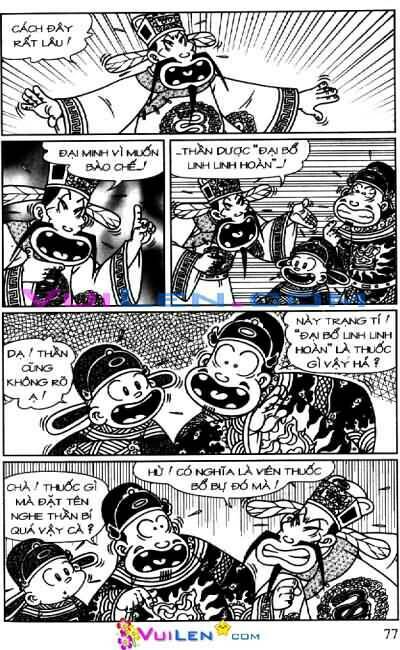 CÁCH ĐÂY
RẤT LÂU!
ĐẠI MINH VÌ MUỐN
BÀO CHẾ...!
...THẦN DƯỢC "ĐẠI BỔ
LINH LINH HOÀN"...!
VUILEN.COM
NÀY TRẠNG TÍ!
"ĐẠI BỔ LINH LINH
HOÀN" LÀ THUỐC
GÌ VẬY HẢ?
DẠ! THẦN
CŨNG
KHÔNG RÕ
Ạ!
HỪ! CÓ NGHĨA LÀ VIÊN THUỐC
BỔ BỰ ĐÓ MÀ!
CHÀ! THUỐC GÌ
MÀ ĐẶT TÊN
NGHE THẦN BÍ
QUÁ VẬY CÀ?
77
VUILEN.COM